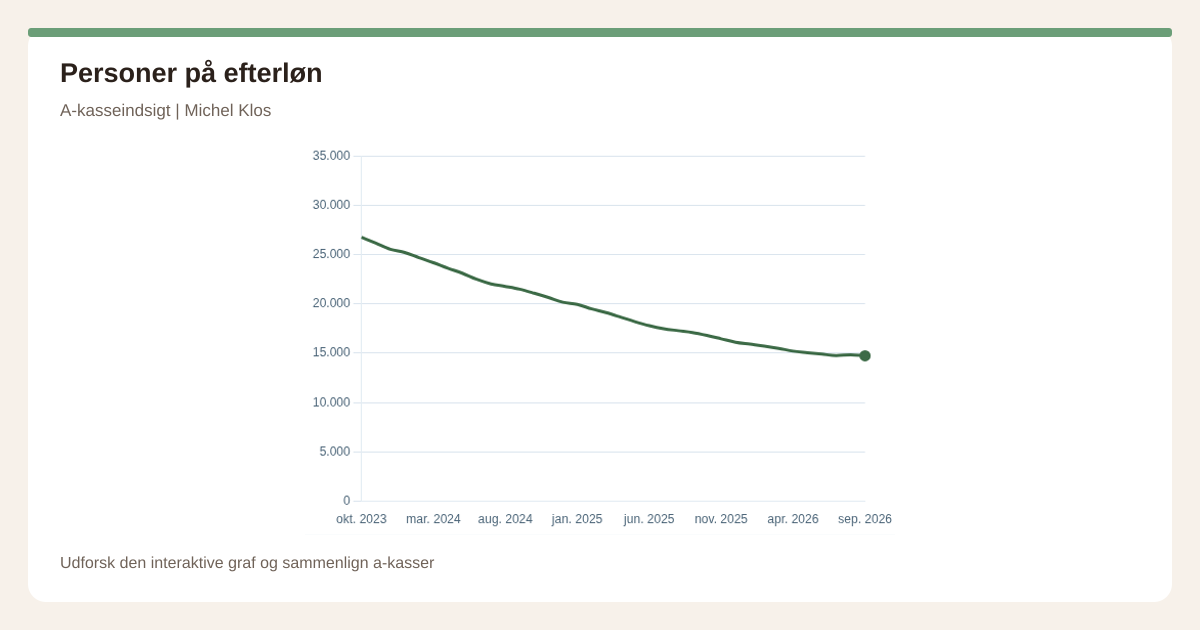 Personer på efterløn
A-kasseindsigt | Michel Klos
35.000
30.000
25.000
20.000
15.000
10.000
5.000
0
okt. 2023 mar. 2024 aug. 2024 jan. 2025 jun. 2025 nov. 2025 apr. 2026 sep. 2026
Udforsk den interaktive graf og sammenlign a-kasser